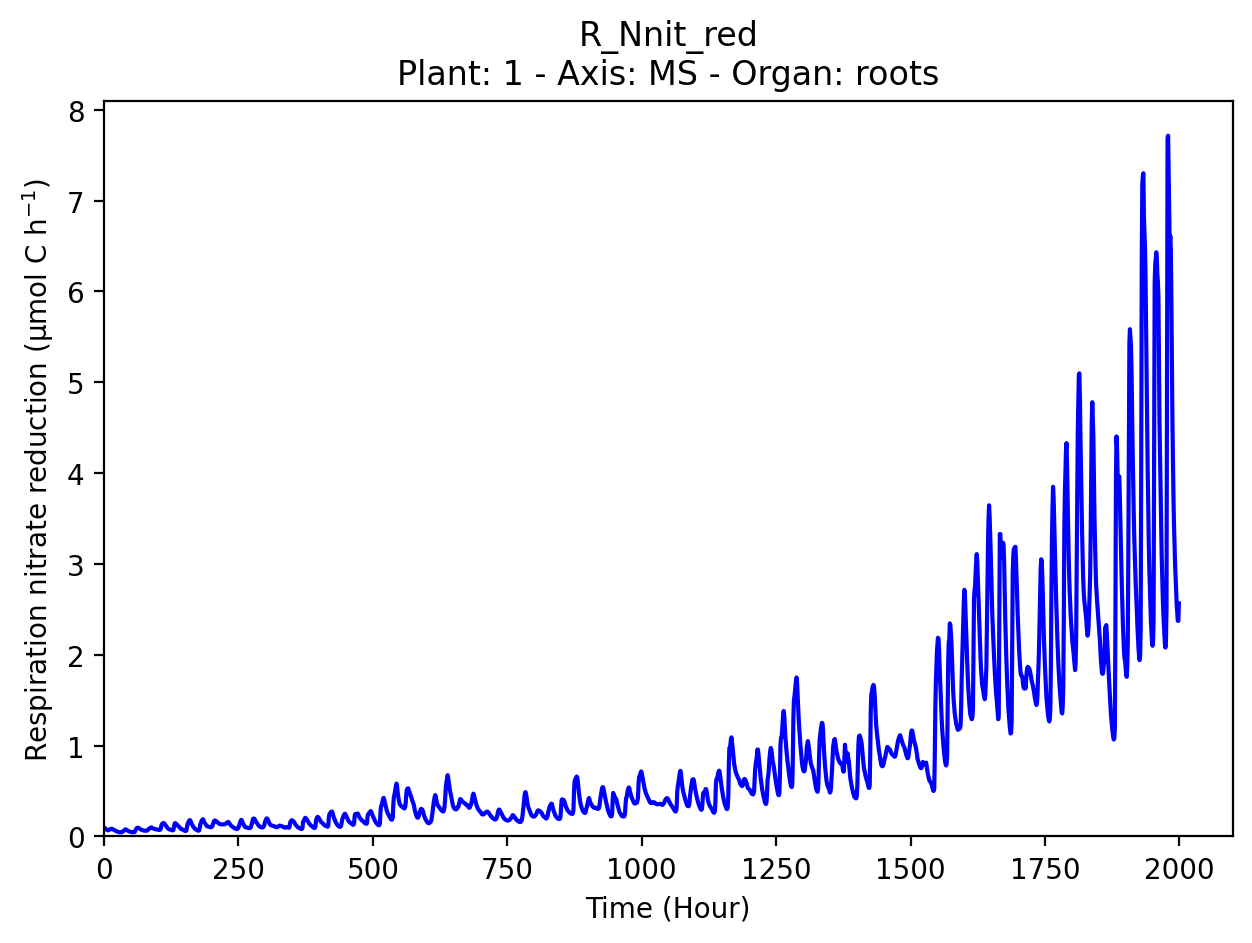 R_Nnit_red
Plant: 1 - Axis: MS - Organ: roots
Respiration nitrate reduction (µmol C h⁻¹)
8
7
6
5
4
3
2
1
0
0 250 500 750 1000 1250 1500 1750 2000
Time (Hour)